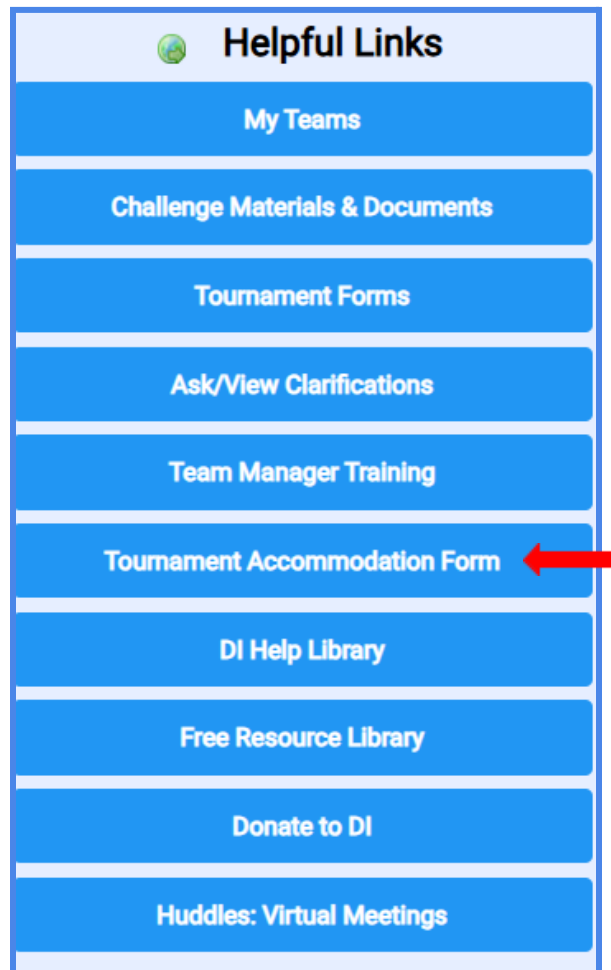 Helpful Links
My Teams
Challenge Materials & Documents
Tournament Forms
Ask/View Clarifications
Team Manager Training
Tournament Accommodation Form
DI Help Library
Free Resource Library
Donate to DI
Huddles: Virtual Meetings